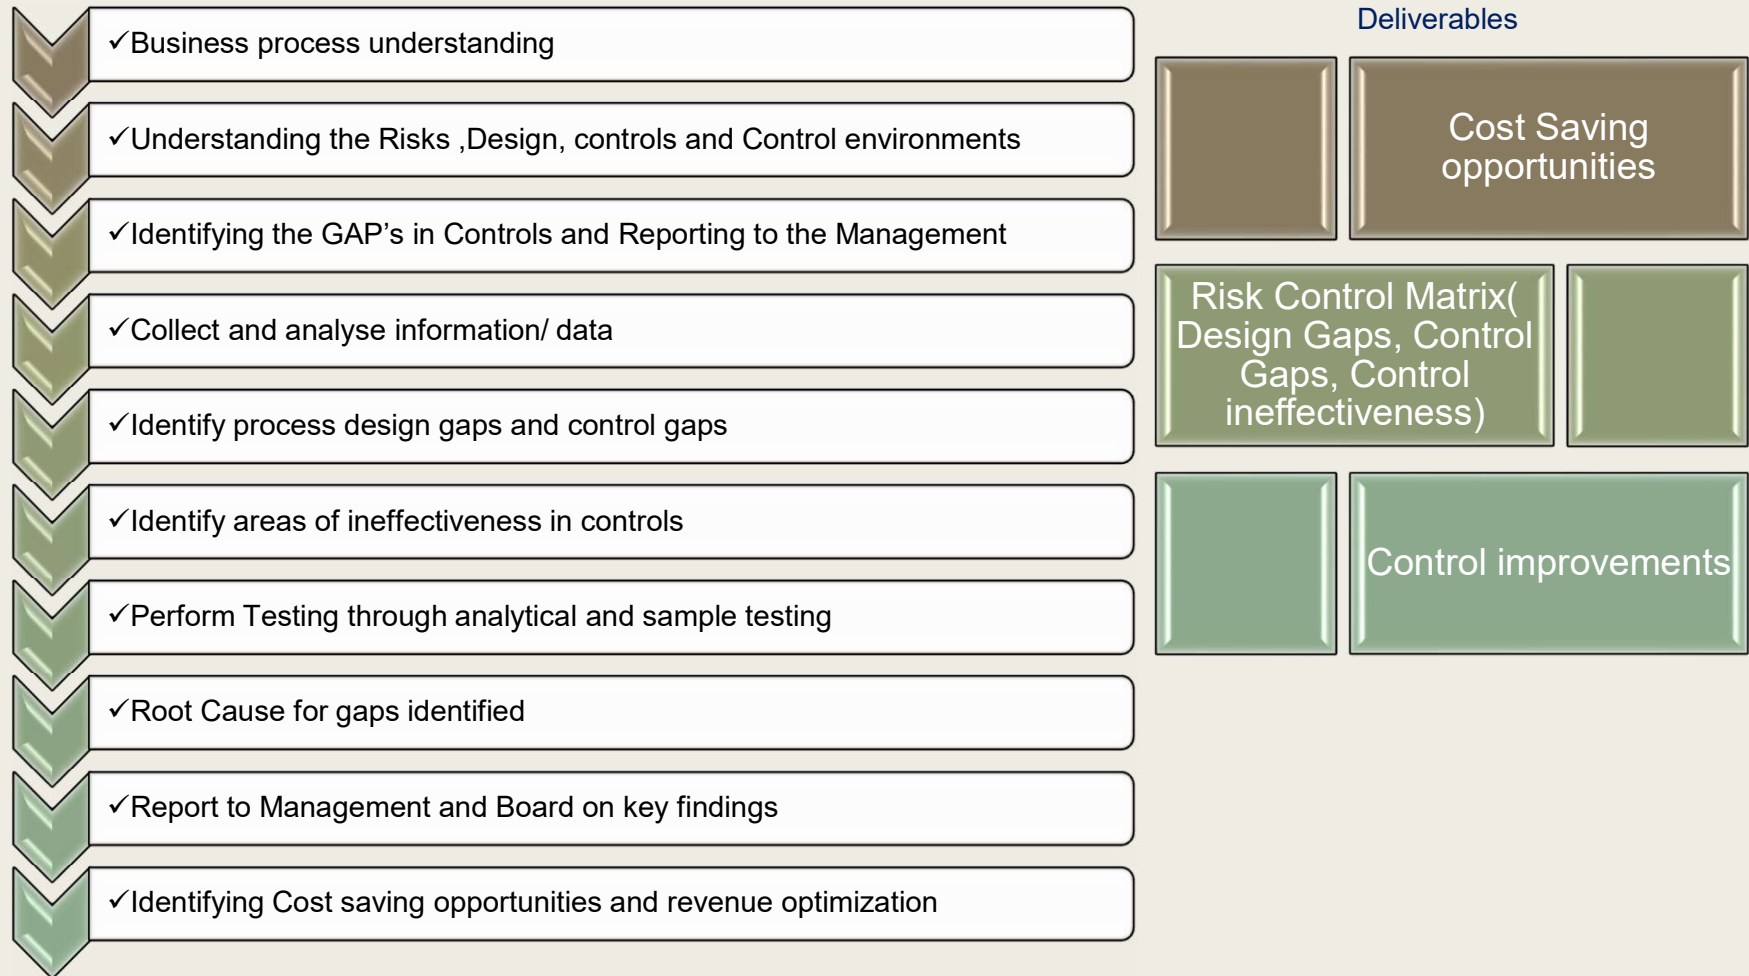 ✓Business process understanding
✓Understanding the Risks ,Design, controls and Control environments
✓Identifying the GAP’s in Controls and Reporting to the Management
✓Collect and analyse information/ data
✓Identify process design gaps and control gaps
✓Identify areas of ineffectiveness in controls
✓Perform Testing through analytical and sample testing
✓Root Cause for gaps identified
✓Report to Management and Board on key findings
✓Identifying Cost saving opportunities and revenue optimization
Deliverables
Cost Saving
opportunities
Risk Control Matrix(
Design Gaps, Control
Gaps, Control
ineffectiveness)
Control improvements